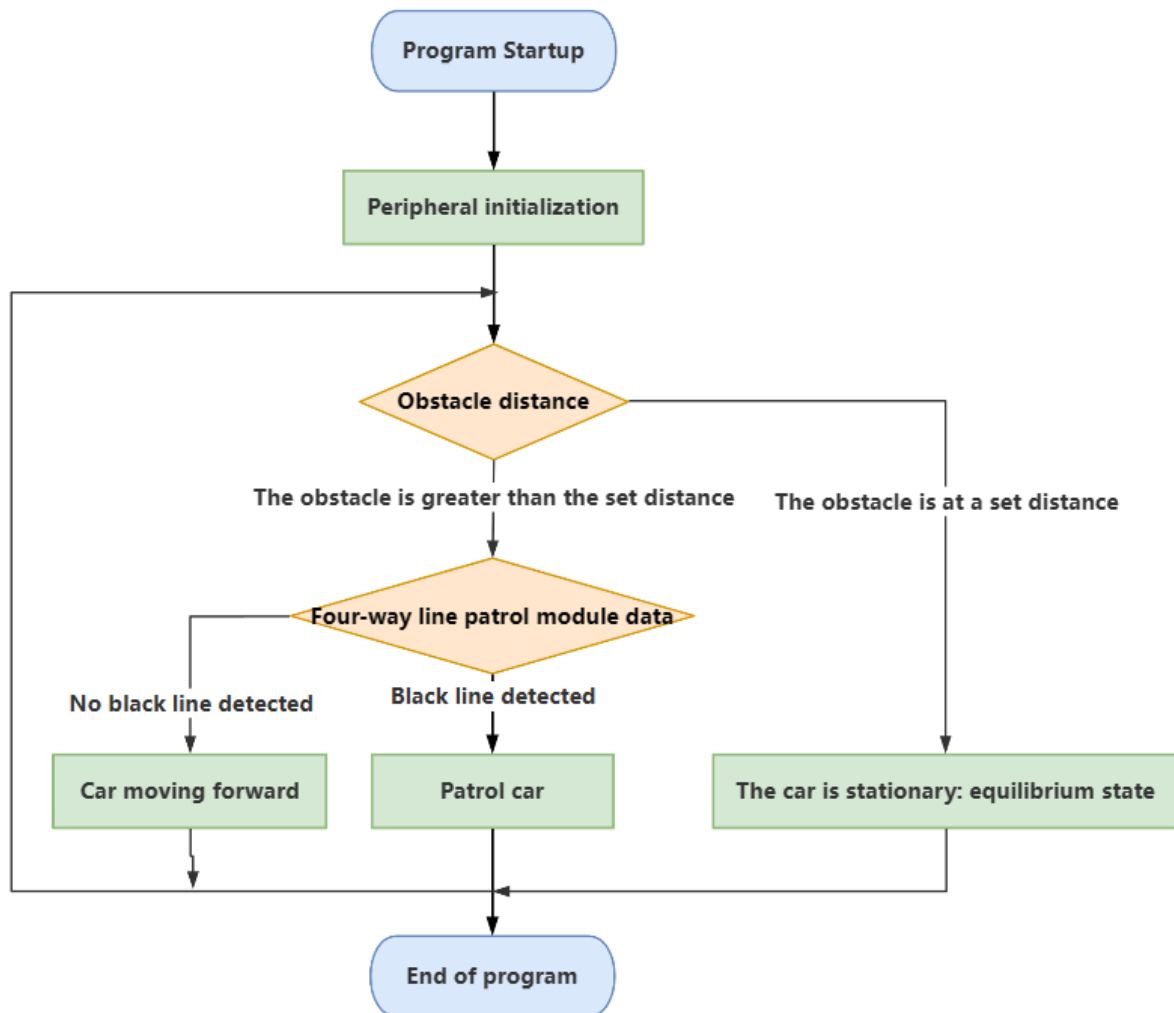 Program Startup
Peripheral initialization
Obstacle distance
The obstacle is greater than the set distance
The obstacle is at a set distance
Four-way line patrol module data
No black line detected
Black line detected
Car moving forward
Patrol car
The car is stationary: equilibrium state
End of program